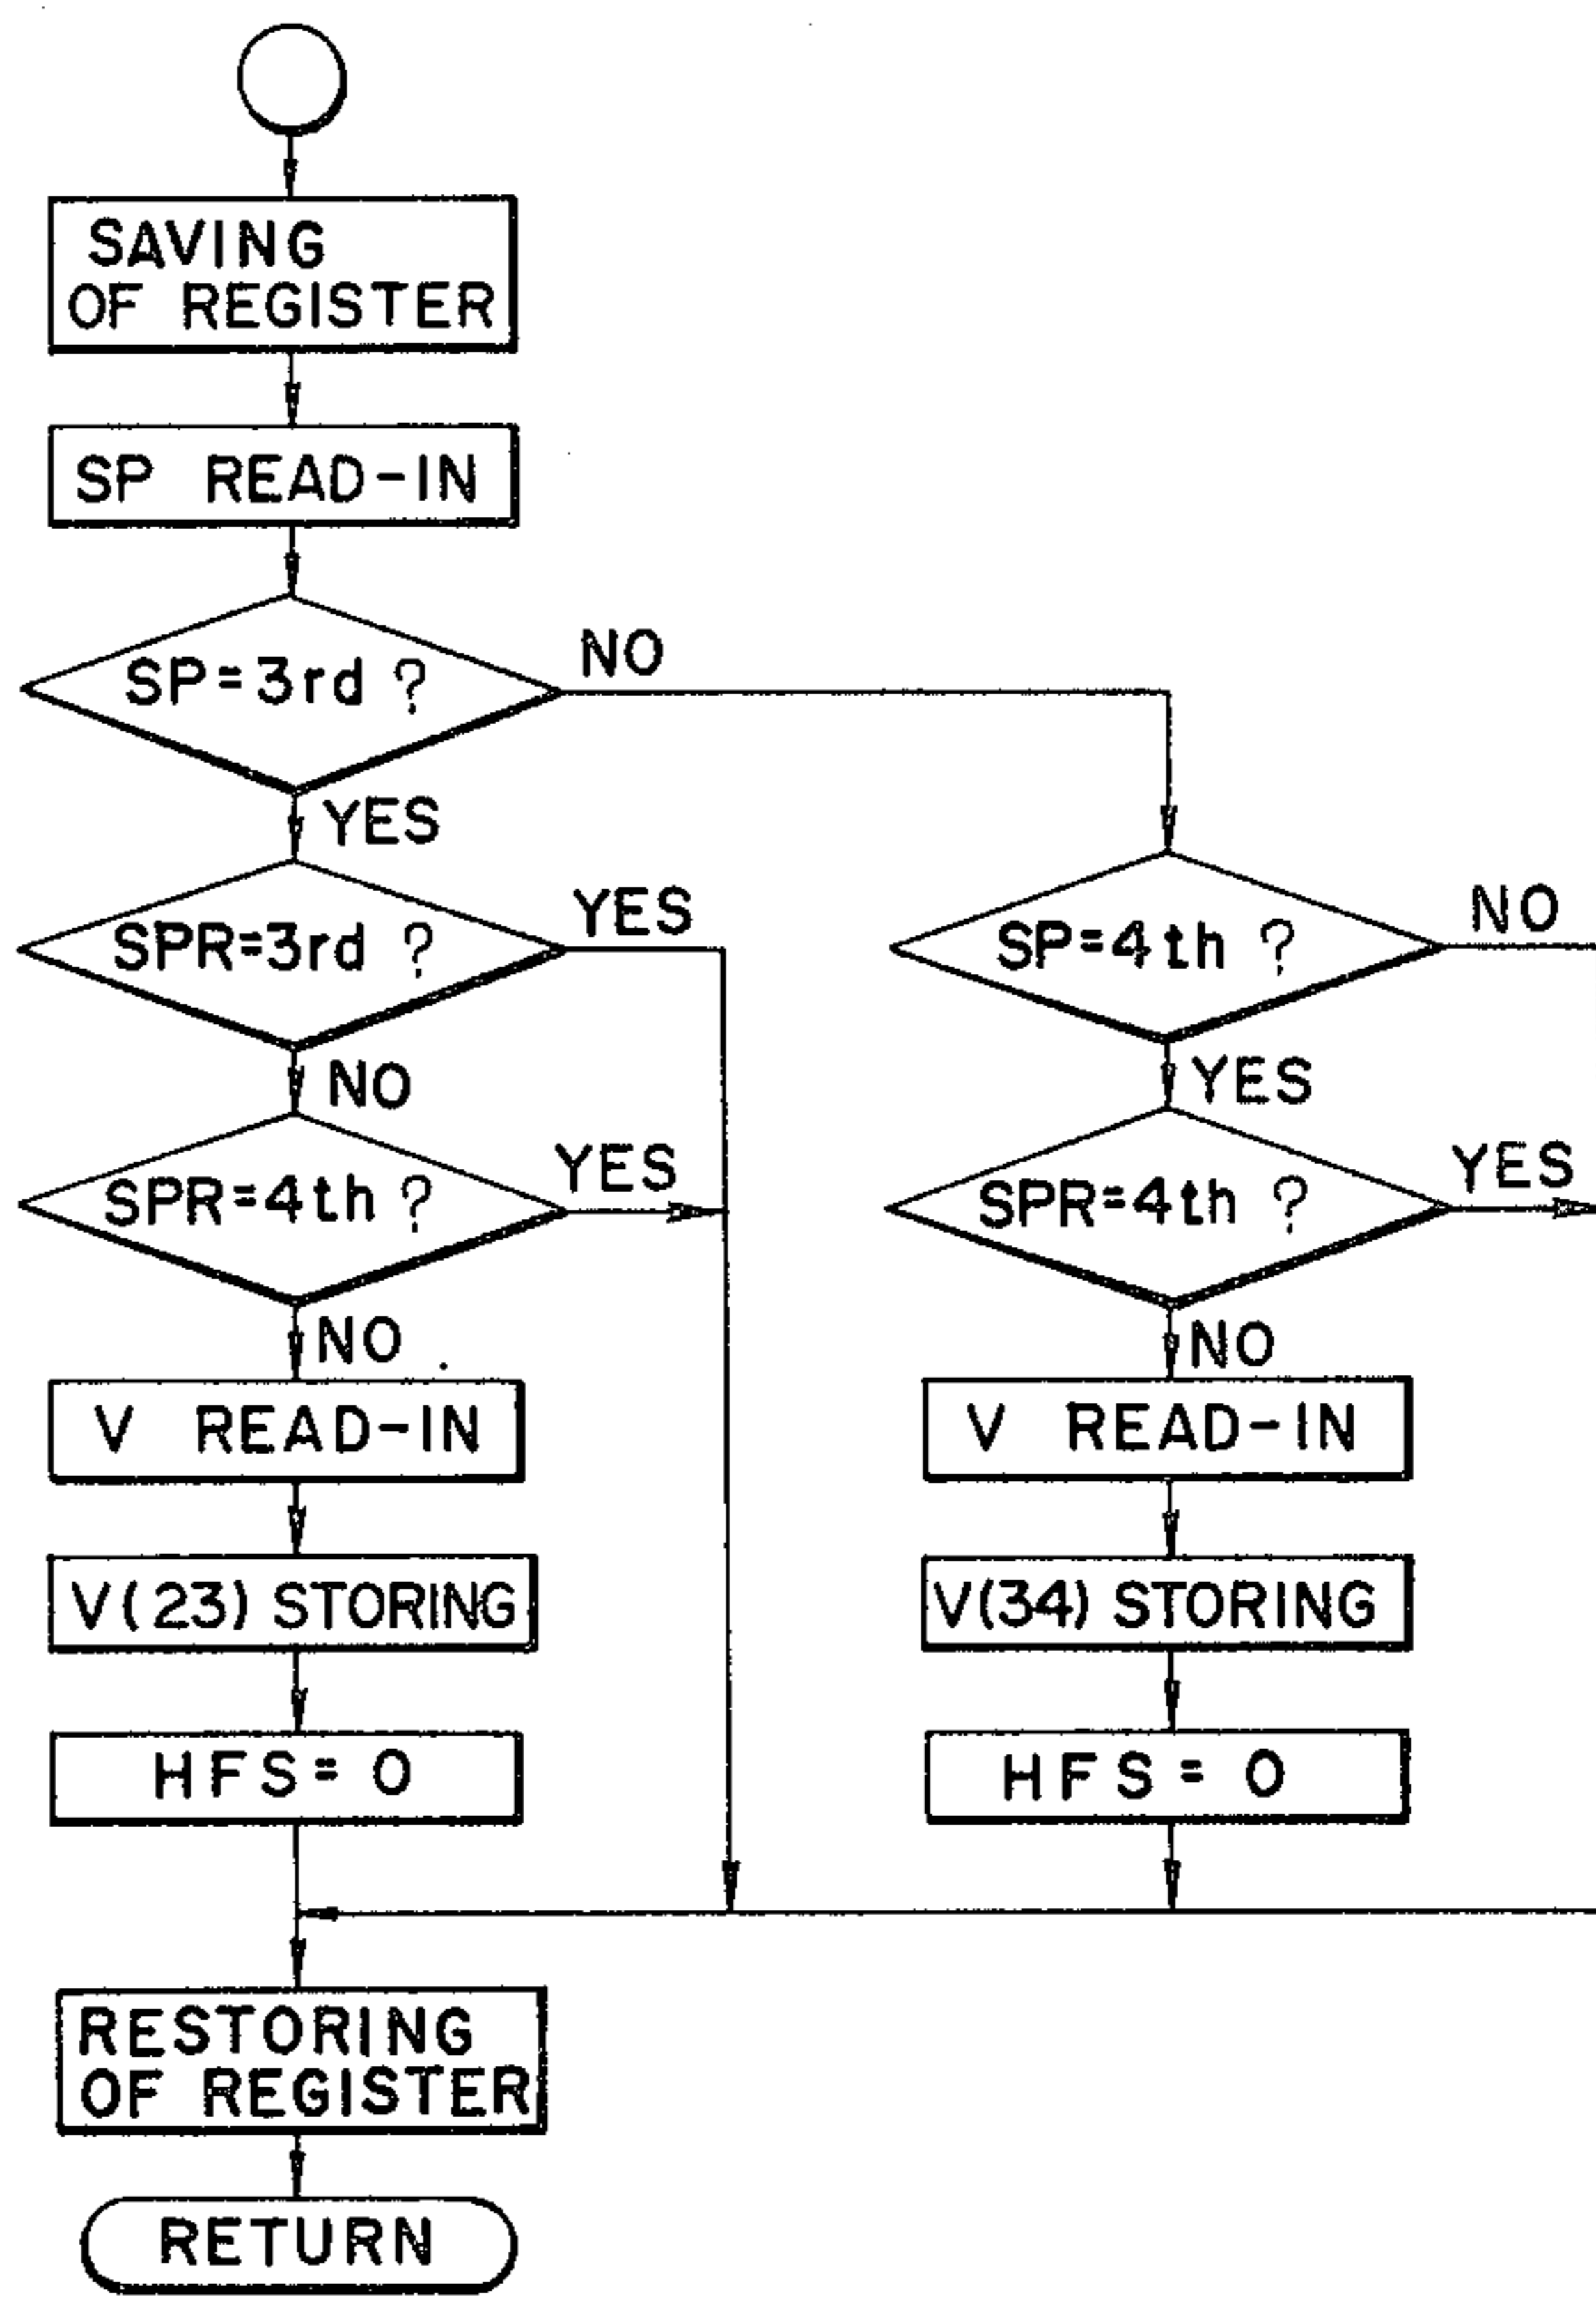 SAVING
OF REGISTER
SP READ-IN
SP=3rd ?
NO
YES
SPR=3rd ?
YES
SP=4th ?
NO
NO
YES
SPR=4th ?
YES
SPR=4th ?
YES
NO
NO
V READ-IN
V READ-IN
V(23) STORING
V(34) STORING
HFS=0
HFS = 0
RESTORING
OF REGISTER
RETURN